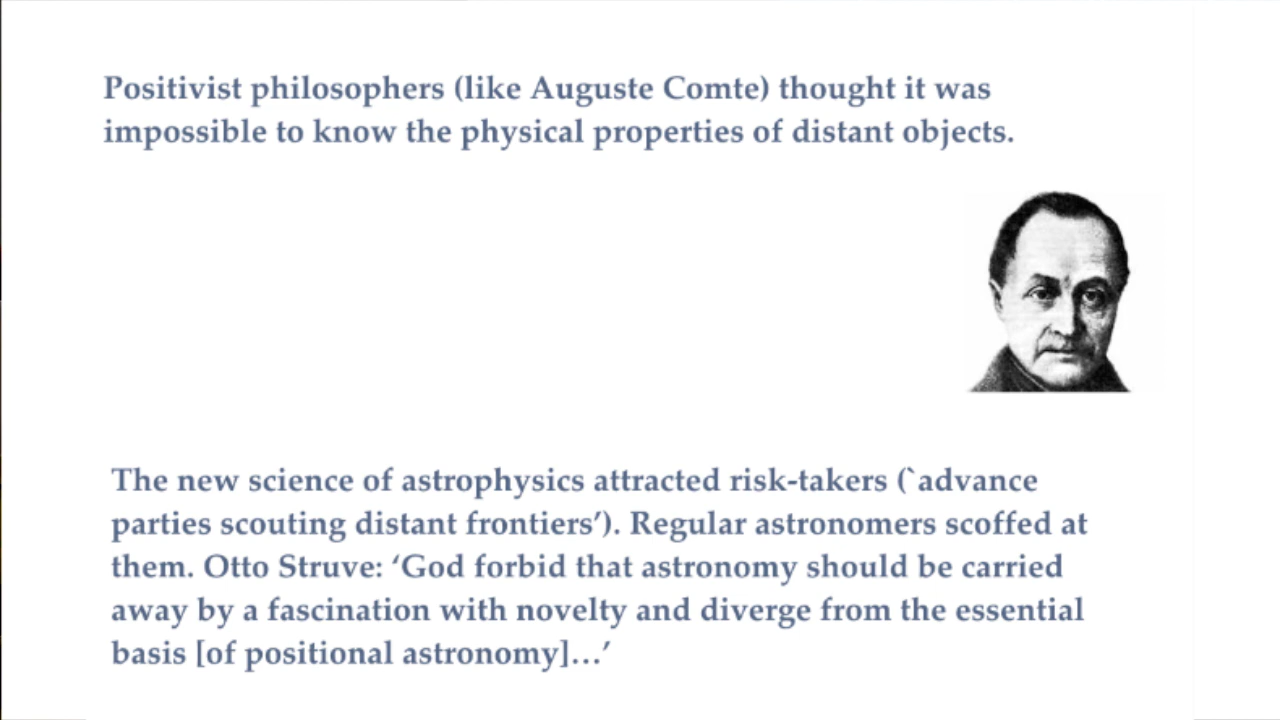 Positivist philosophers (like Auguste Comte) thought it was
impossible to know the physical properties of distant objects.
The new science of astrophysics attracted risk-takers (`advance
parties scouting distant frontiers’). Regular astronomers scoffed at
them. Otto Struve: ‘God forbid that astronomy should be carried
away by a fascination with novelty and diverge from the essential
basis [of positional astronomy]…’